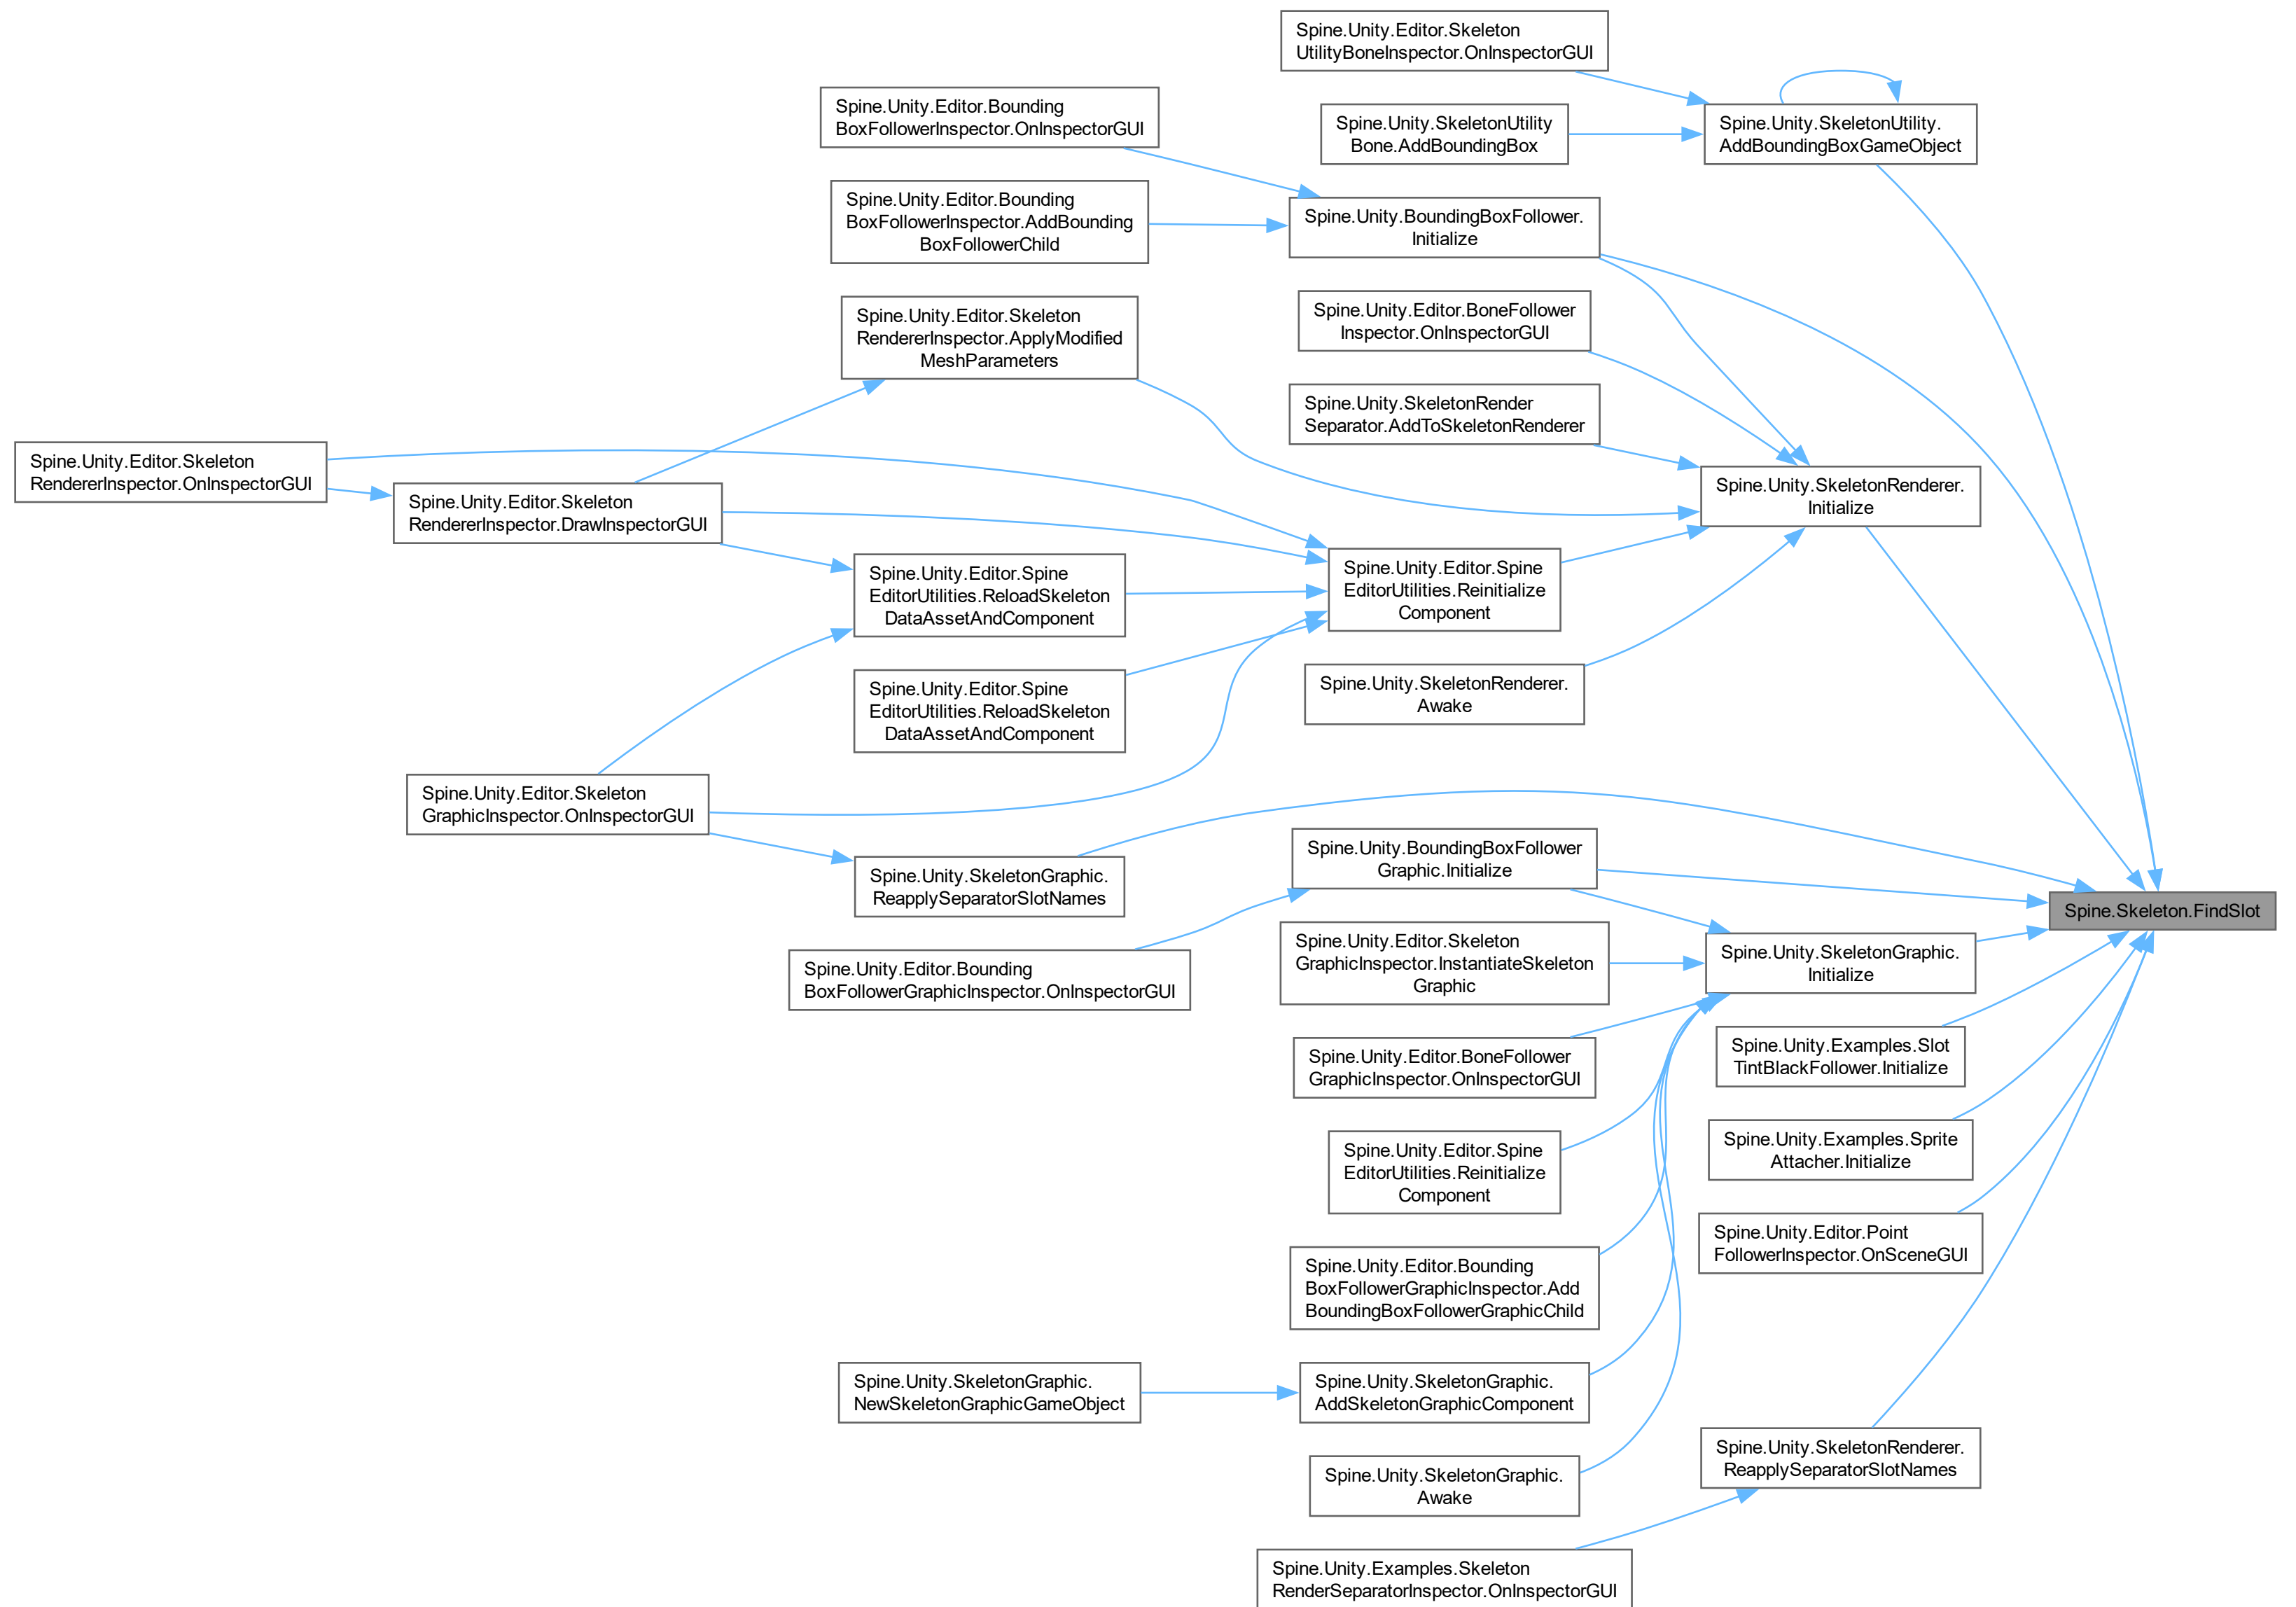 Spine.Unity.Editor.Skeleton
UtilityBoneInspector.OnInspectorGUI
Spine.Unity.Editor.Bounding
BoxFollowerInspector.OnInspectorGUI
Spine.Unity.SkeletonUtility
Bone.AddBoundingBox
Spine.Unity.SkeletonUtility.
AddBoundingBoxGameObject
Spine.Unity.Editor.Bounding
BoxFollowerInspector.AddBounding
BoxFollowerChild
Spine.Unity.BoundingBoxFollower.
Initialize
Spine.Unity.Editor.Skeleton
RendererInspector.ApplyModified
MeshParameters
Spine.Unity.Editor.BoneFollower
Inspector.OnInspectorGUI
Spine.Unity.SkeletonRender
Separator.AddToSkeletonRenderer
Spine.Unity.Editor.Skeleton
RendererInspector.OnInspectorGUI
Spine.Unity.Editor.Skeleton
RendererInspector.DrawInspectorGUI
Spine.Unity.SkeletonRenderer.
Initialize
Spine.Unity.Editor.Spine
EditorUtilities.ReloadSkeleton
DataAssetAndComponent
Spine.Unity.Editor.Spine
EditorUtilities.Reinitialize
Component
Spine.Unity.Editor.Spine
EditorUtilities.ReloadSkeleton
DataAssetAndComponent
Spine.Unity.SkeletonRenderer.
Awake
Spine.Unity.Editor.Skeleton
GraphicInspector.OnInspectorGUI
Spine.Unity.SkeletonGraphic.
ReapplySeparatorSlotNames
Spine.Unity.BoundingBoxFollower
Graphic.Initialize
Spine.Skeleton.FindSlot
Spine.Unity.Editor.Bounding
BoxFollowerGraphicInspector.OnInspectorGUI
Spine.Unity.Editor.Skeleton
GraphicInspector.InstantiateSkeleton
Graphic
Spine.Unity.SkeletonGraphic.
Initialize
Spine.Unity.Editor.BoneFollower
GraphicInspector.OnInspectorGUI
Spine.Unity.Examples.Slot
TintBlackFollower.Initialize
Spine.Unity.Editor.Spine
EditorUtilities.Reinitialize
Component
Spine.Unity.Examples.Sprite
Attacher.Initialize
Spine.Unity.Editor.Point
FollowerInspector.OnSceneGUI
Spine.Unity.Editor.Bounding
BoxFollowerGraphicInspector.Add
BoundingBoxFollowerGraphicChild
Spine.Unity.SkeletonGraphic.
NewSkeletonGraphicGameObject
Spine.Unity.SkeletonGraphic.
AddSkeletonGraphicComponent
Spine.Unity.SkeletonGraphic.
Awake
Spine.Unity.SkeletonRenderer.
ReapplySeparatorSlotNames
Spine.Unity.Examples.Skeleton
RenderSeparatorInspector.OnInspectorGUI